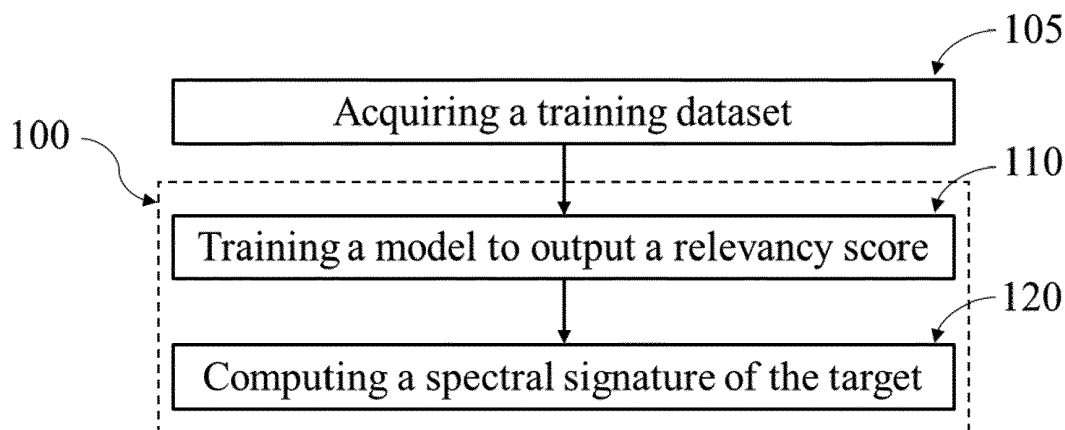 105
Acquiring a training dataset
100
110
Training a model to output a relevancy score
120
Computing a spectral signature of the target